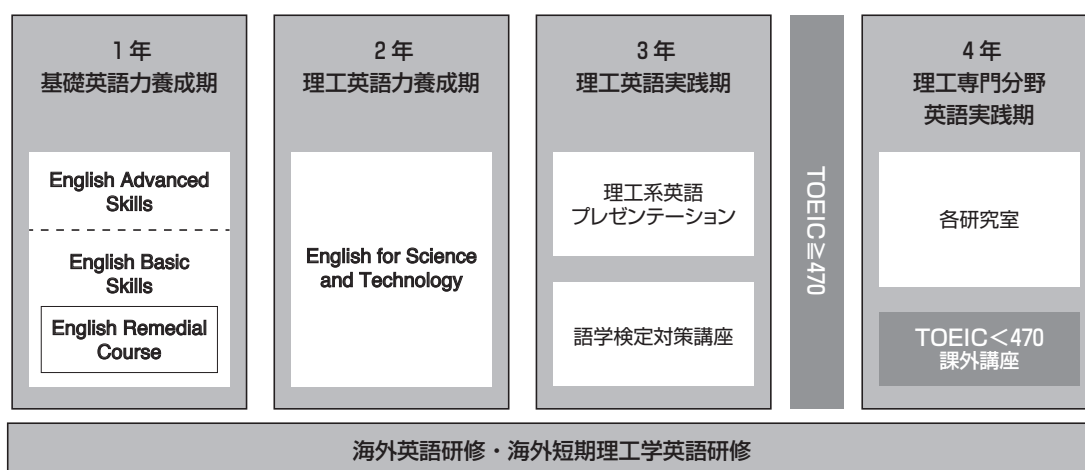 1年
基礎英語力養成期
English Advanced
Skills
English Basic
Skills
English Remedial
Course
2年
理工英語力養成期
English for Science
and Technology
3年
理工英語実践期
理工系英語
プレゼンテーション
語学検定対策講座
TOEIC≧470
4年
理工専門分野
英語実践期
各研究室
TOEIC＜470
課外講座
海外英語研修・海外短期理工学英語研修